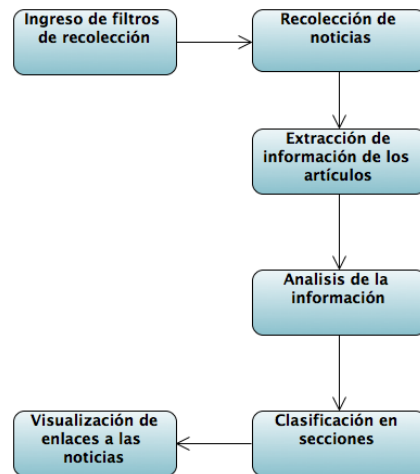 Ingreso de filtros
de recolección
Recolección de
noticias
Extracción de
información de los
artículos
Analisis de la
información
Clasificación en
secciones
Visualización de
enlaces a las
noticias